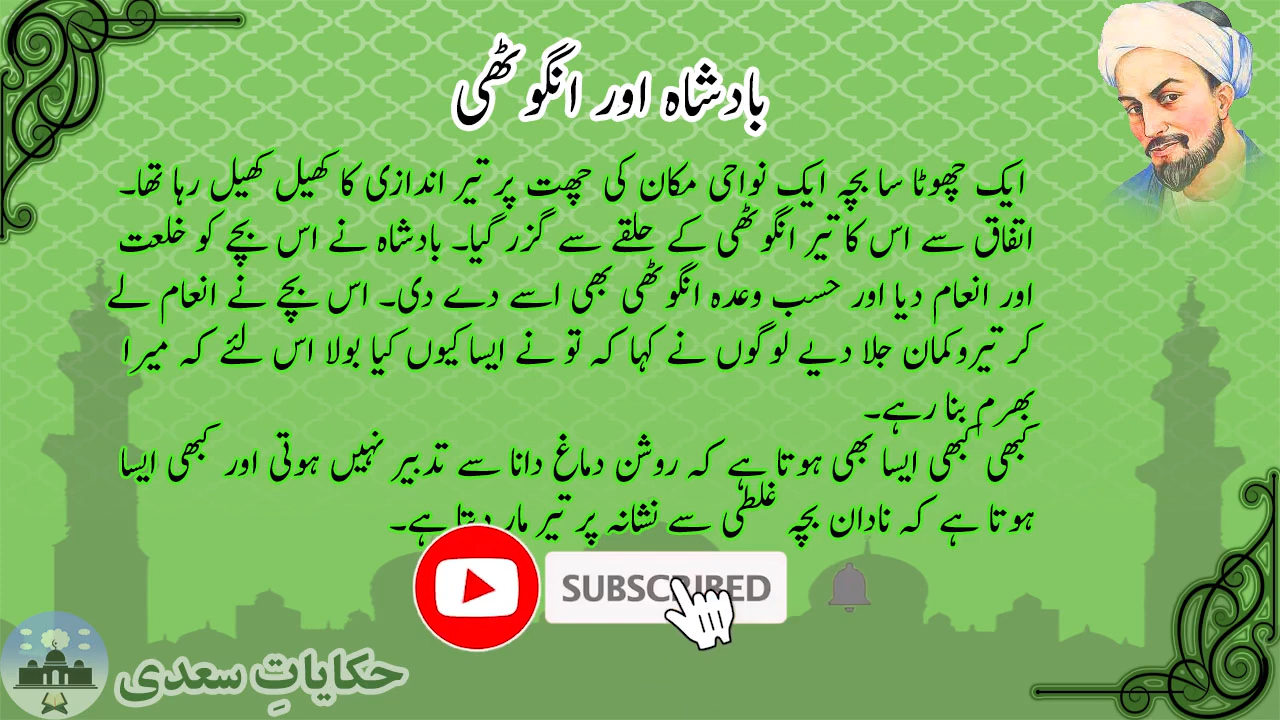 بادشاہ اور انگوٹھی
ایک چھوٹا سا بچہ ایک نواحی مکان کی چھت پر تیر اندازی کا کھیل کھیل رہا تھا۔
اتفاق سے اس کا تیر انگوٹھی کے حلقے سے گزر گیا۔ بادشاہ نے اس بچے کو خلعت
اور انعام دیا اور حسب وعدہ انگوٹھی بھی اسے دے دی۔ اس بچے نے انعام لے
کر تیروکمان جلا دیے لوگوں نے کہا کہ تو نے ایسا کیوں کیا بولا اس لئے کہ میرا
بھرم بنا رہے۔
کبھی کبھی ایسا بھی ہوتا ہے کہ روشن دماغ دانا سے تدبیر نہیں ہوتی اور کبھی ایسا
ہوتا ہے کہ نادان بچہ غلطی سے نشانہ پر تیر مار دیتا ہے۔
SUBSCRIBED
حکایاتِ سعدی